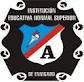 INSTITUCIÓN
EDUCATIVA NORMAL SUPERIOR
A
DE ENVIGADO